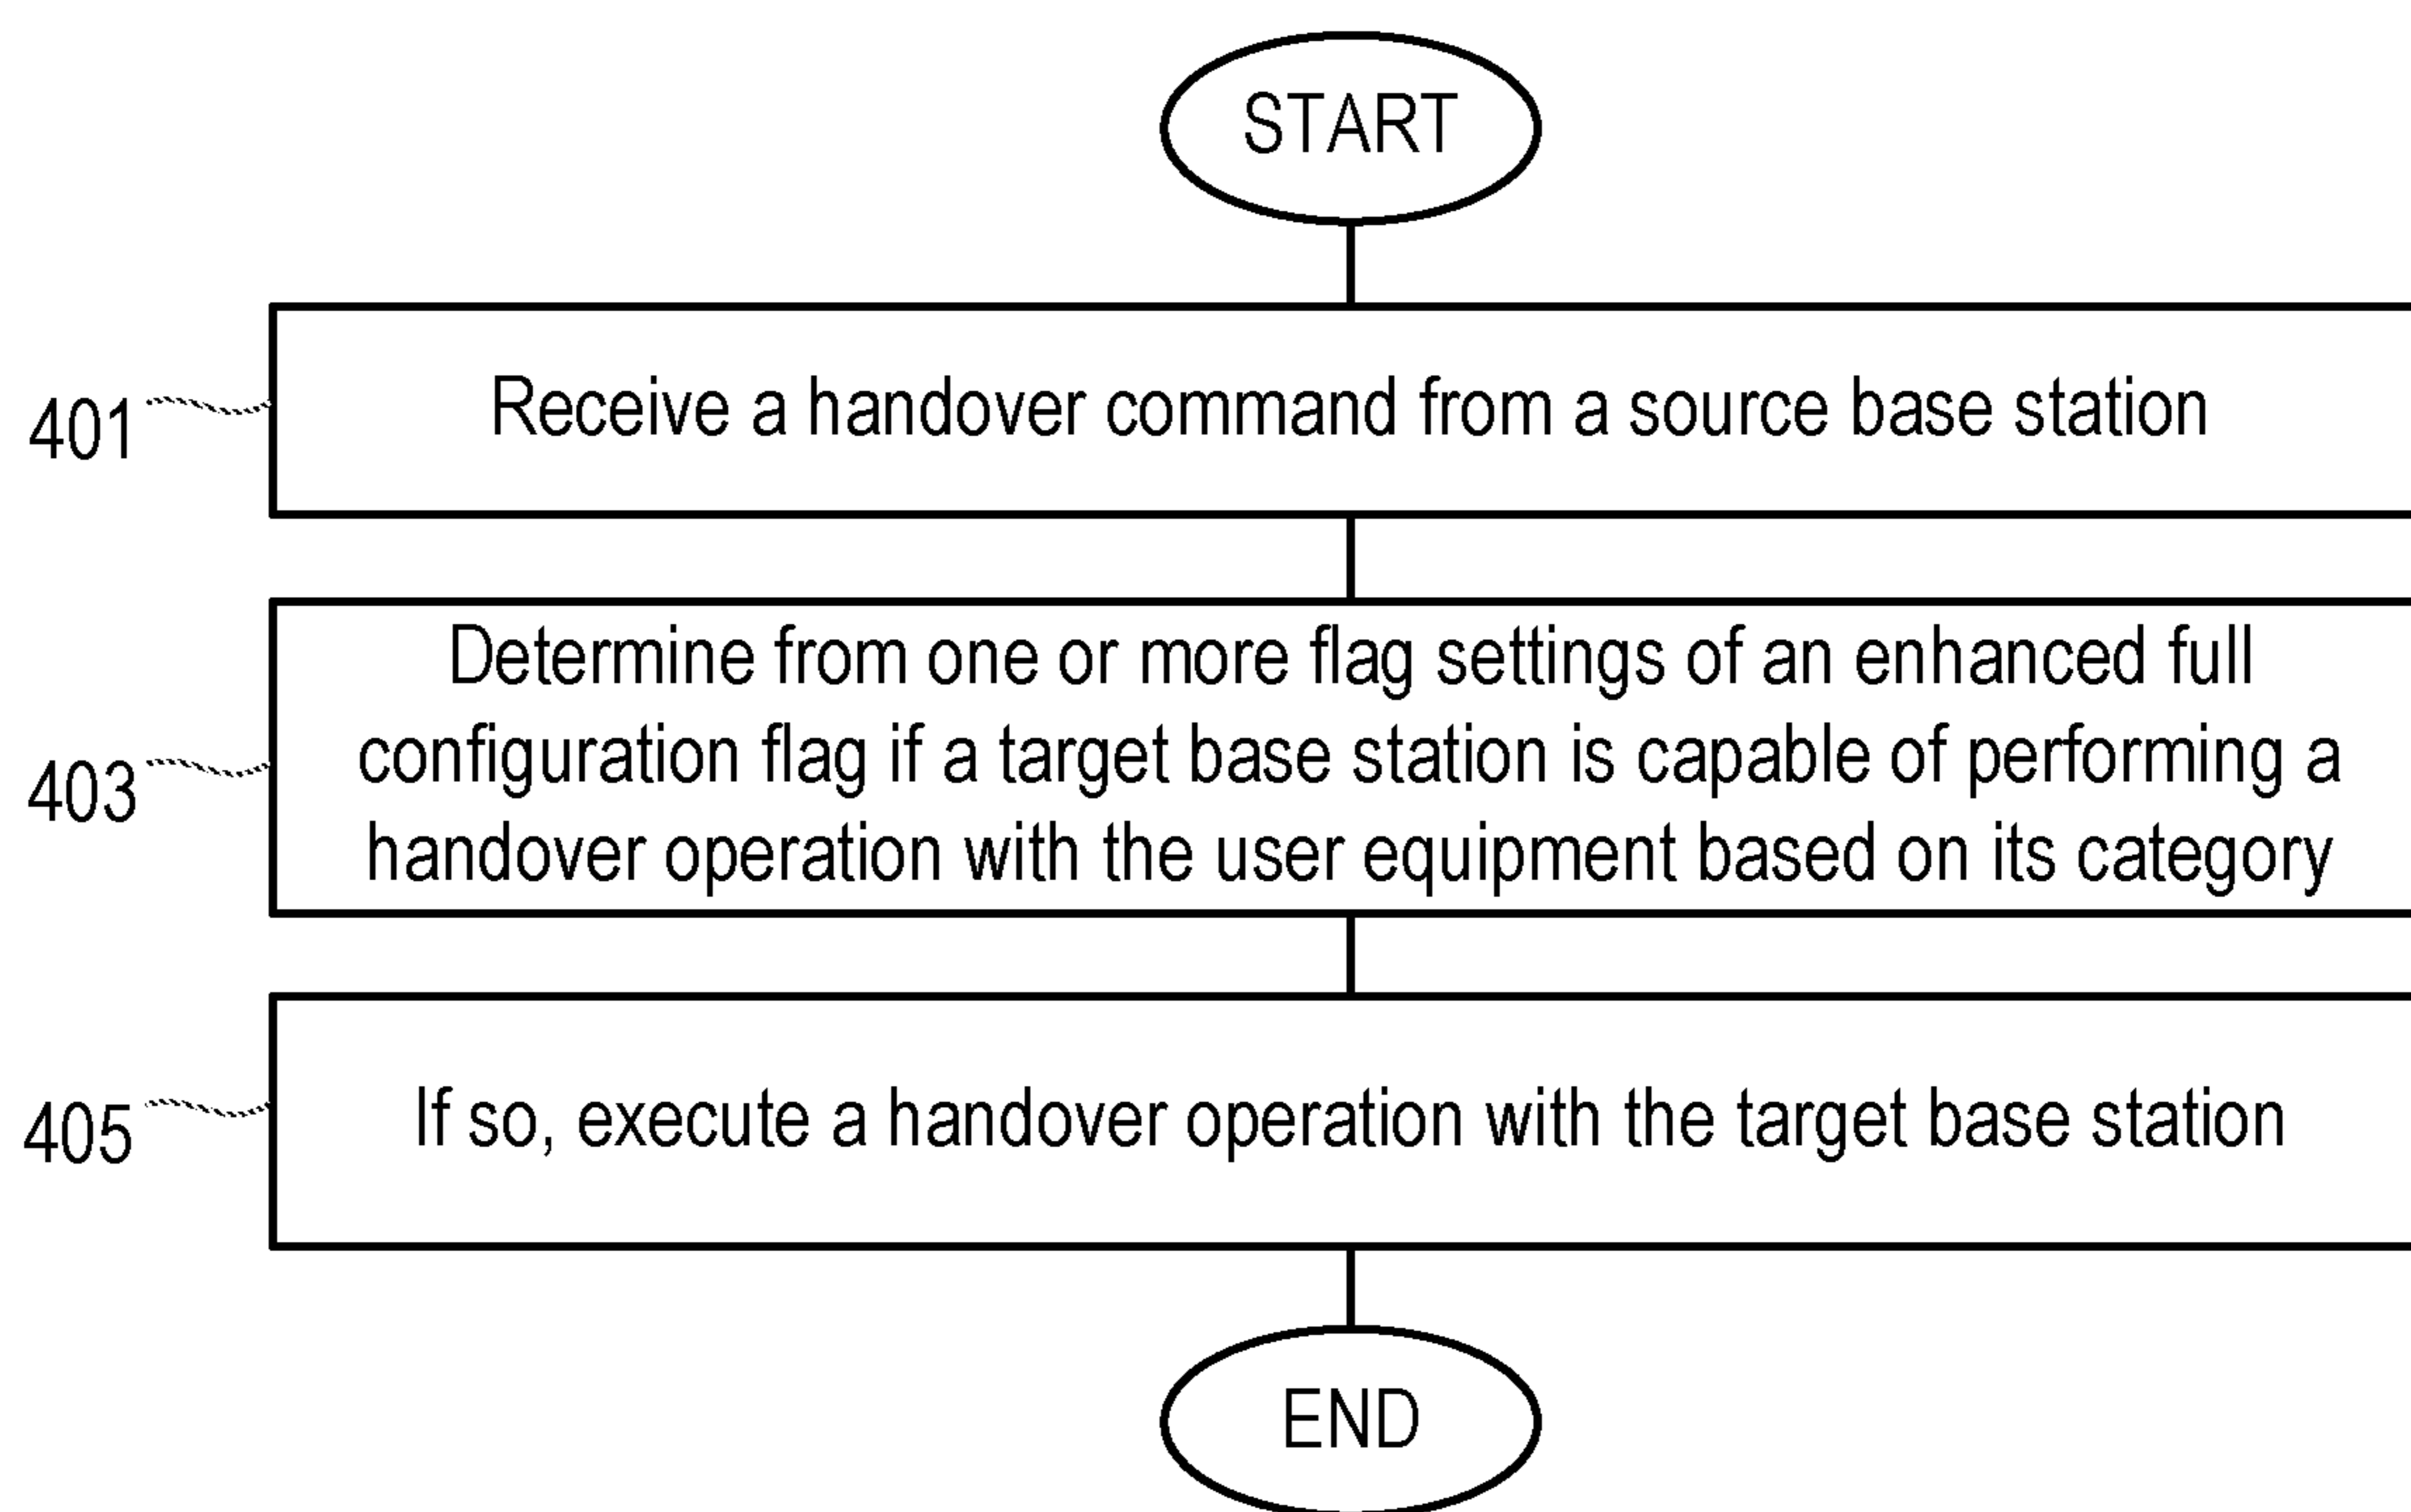 START
401
Receive a handover command from a source base station
403
Determine from one or more flag settings of an enhanced full
configuration flag if a target base station is capable of performing a
handover operation with the user equipment based on its category
405
If so, execute a handover operation with the target base station
END